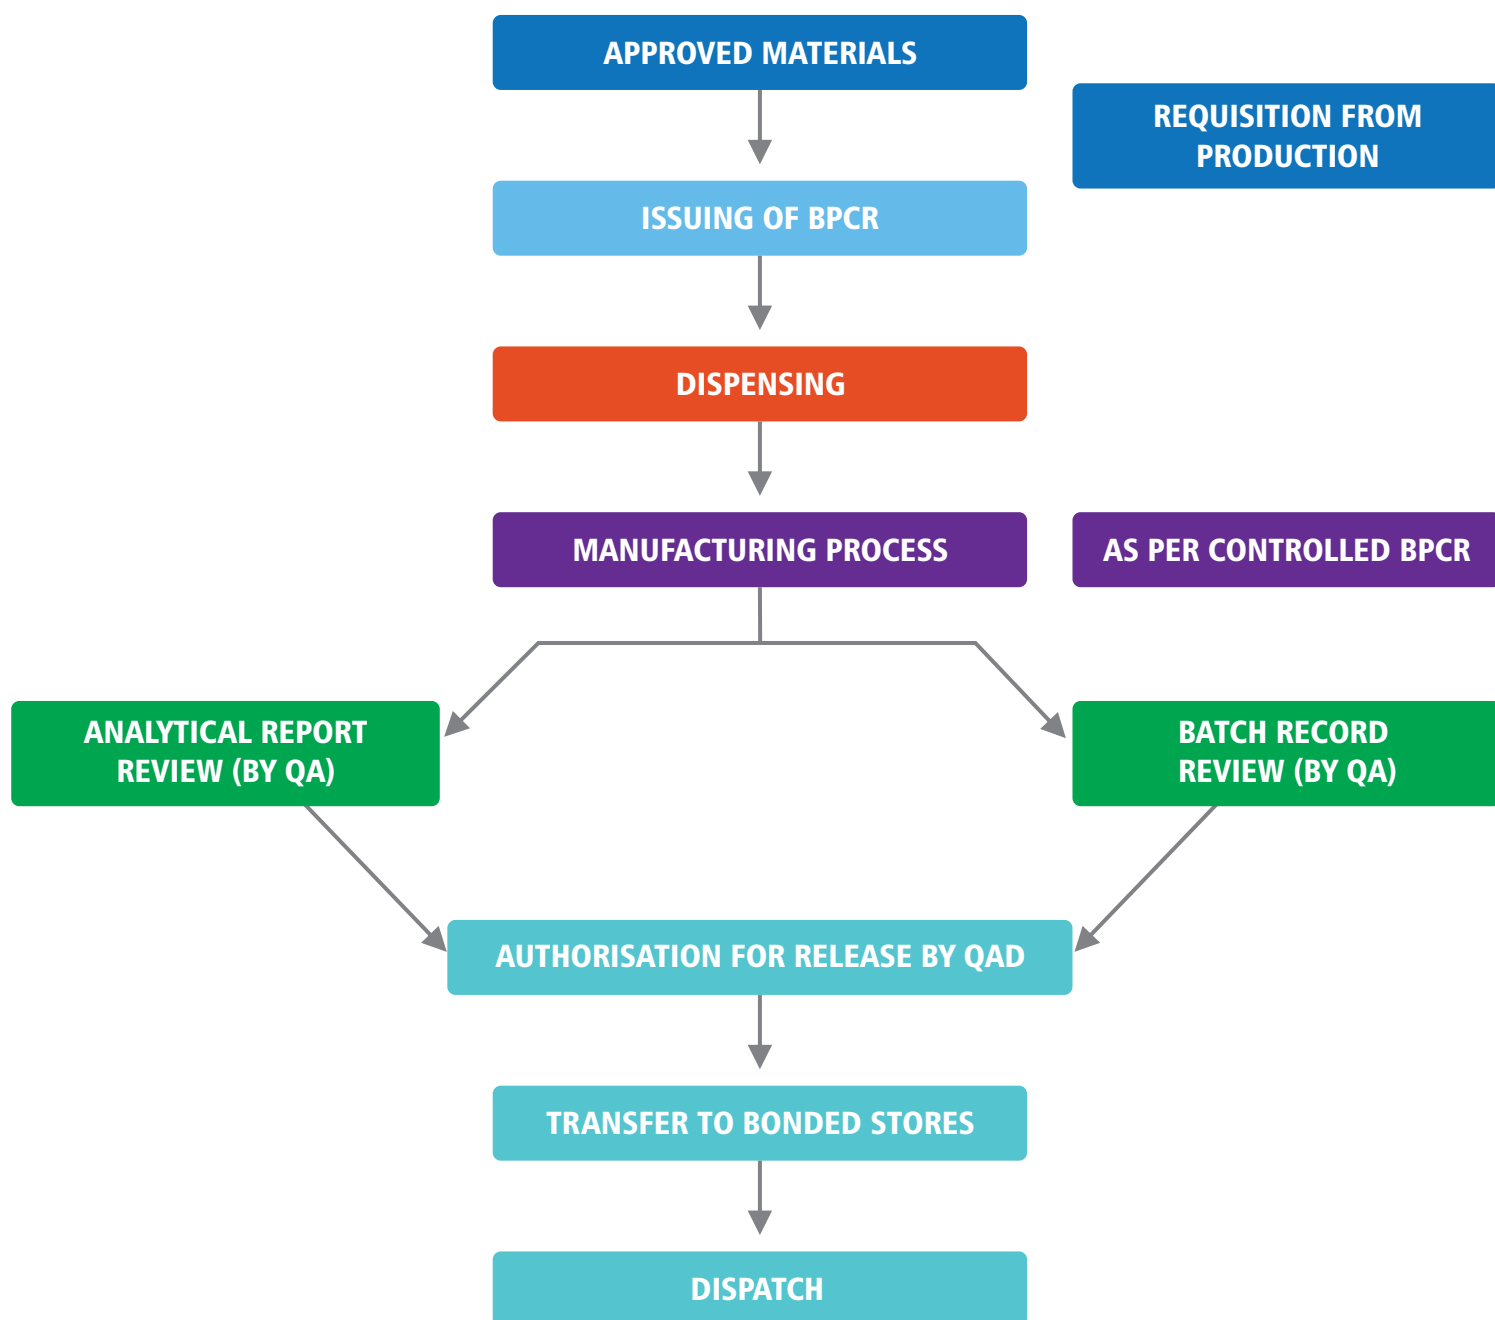 APPROVED MATERIALS
REQUISITION FROM
PRODUCTION
ISSUING OF BPCR
DISPENSING
MANUFACTURING PROCESS
AS PER CONTROLLED BPCR
ANALYTICAL REPORT
REVIEW (BY QA)
BATCH RECORD
REVIEW (BY QA)
AUTHORISATION FOR RELEASE BY QAD
TRANSFER TO BONDED STORES
DISPATCH